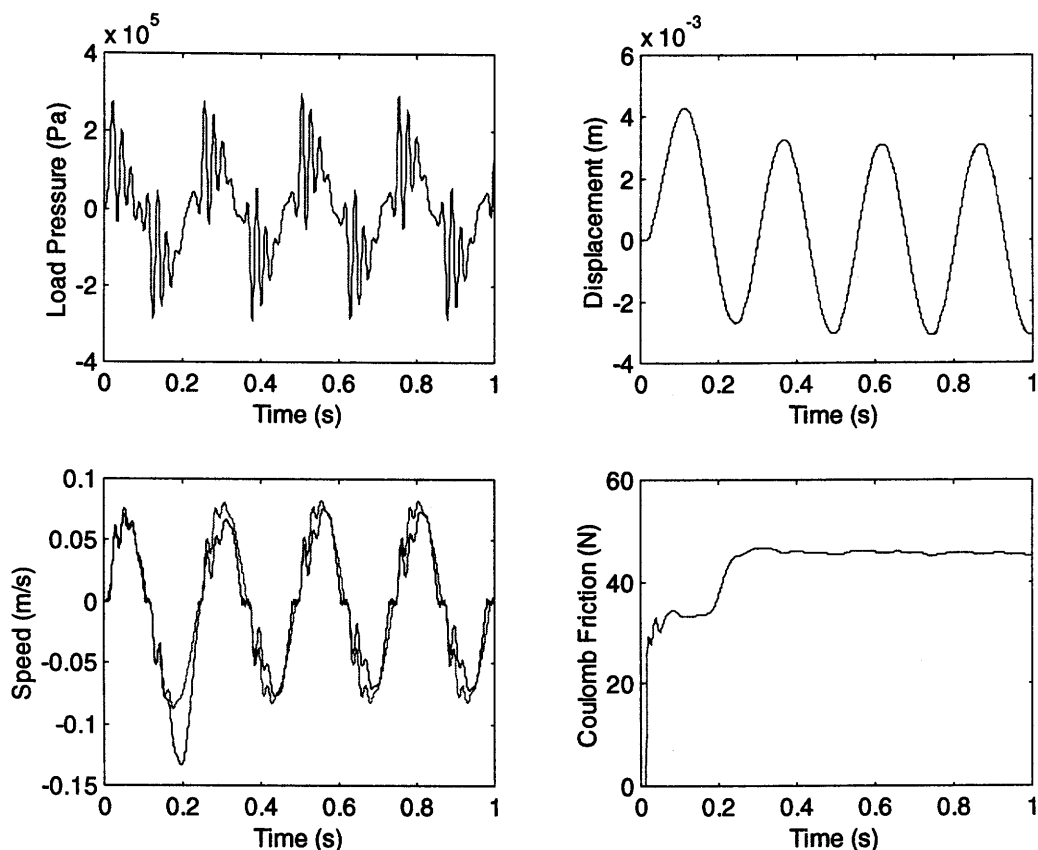 x 10^5
4
2
0
-2
-4
Load Pressure (Pa)
0 0.2 0.4 0.6 0.8 1
Time (s)
x 10^-3
6
4
2
0
-2
-4
Displacement (m)
0 0.2 0.4 0.6 0.8 1
Time (s)
0.1
0.05
0
-0.05
-0.1
-0.15
Speed (m/s)
0 0.2 0.4 0.6 0.8 1
Time (s)
60
40
20
0
Coulomb Friction (N)
0 0.2 0.4 0.6 0.8 1
Time (s)